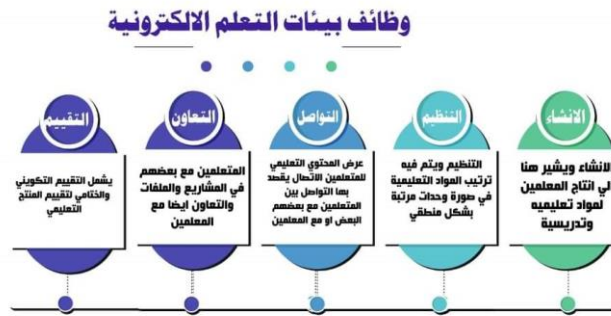 وظائف بيئات التعلم الالكترونية
الانشاء
الانشاء ويشير هنا
لي انتاج المعلمين
لمواد تعليميه
وتدريسية
التنظيم
التنظيم ويتم فيه
ترتيب المواد التعليمية
في صورة وحدات مرتبة
بشكل منطقي
التواصل
عرض المحتوي التعليمي
للمتعلمين الاتصال يقصد
بها التواصل بين
المتعلمين مع بعضهم
البعض او مع المعلمين
التعاون
المتعلمين مع بعضهم
في المشاريع والملفات
والتعاون ايضا مع
المعلمين
التقييم
يشمل التقييم التكويني
والختامي لتقييم المنتج
التعليمي